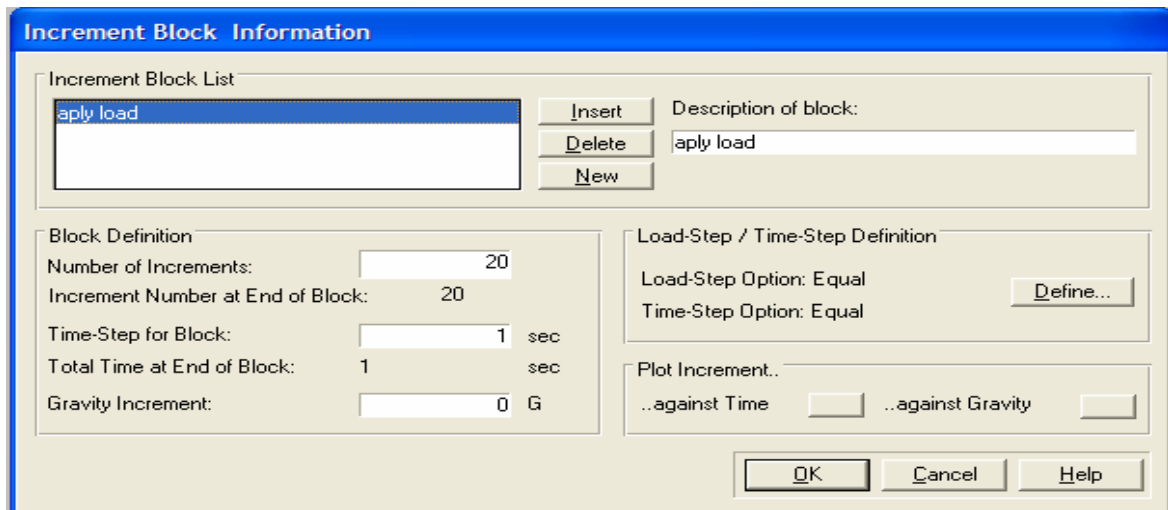 Increment Block Information
Increment Block List
aply load
Insert
Delete
New
Description of block:
aply load
Block Definition
Number of Increments: 20
Increment Number at End of Block: 20
Time-Step for Block: 1 sec
Total Time at End of Block: 1 sec
Gravity Increment: 0 G
Load-Step / Time-Step Definition
Load-Step Option: Equal
Time-Step Option: Equal
Define...
Plot Increment..
..against Time ..against Gravity
OK Cancel Help